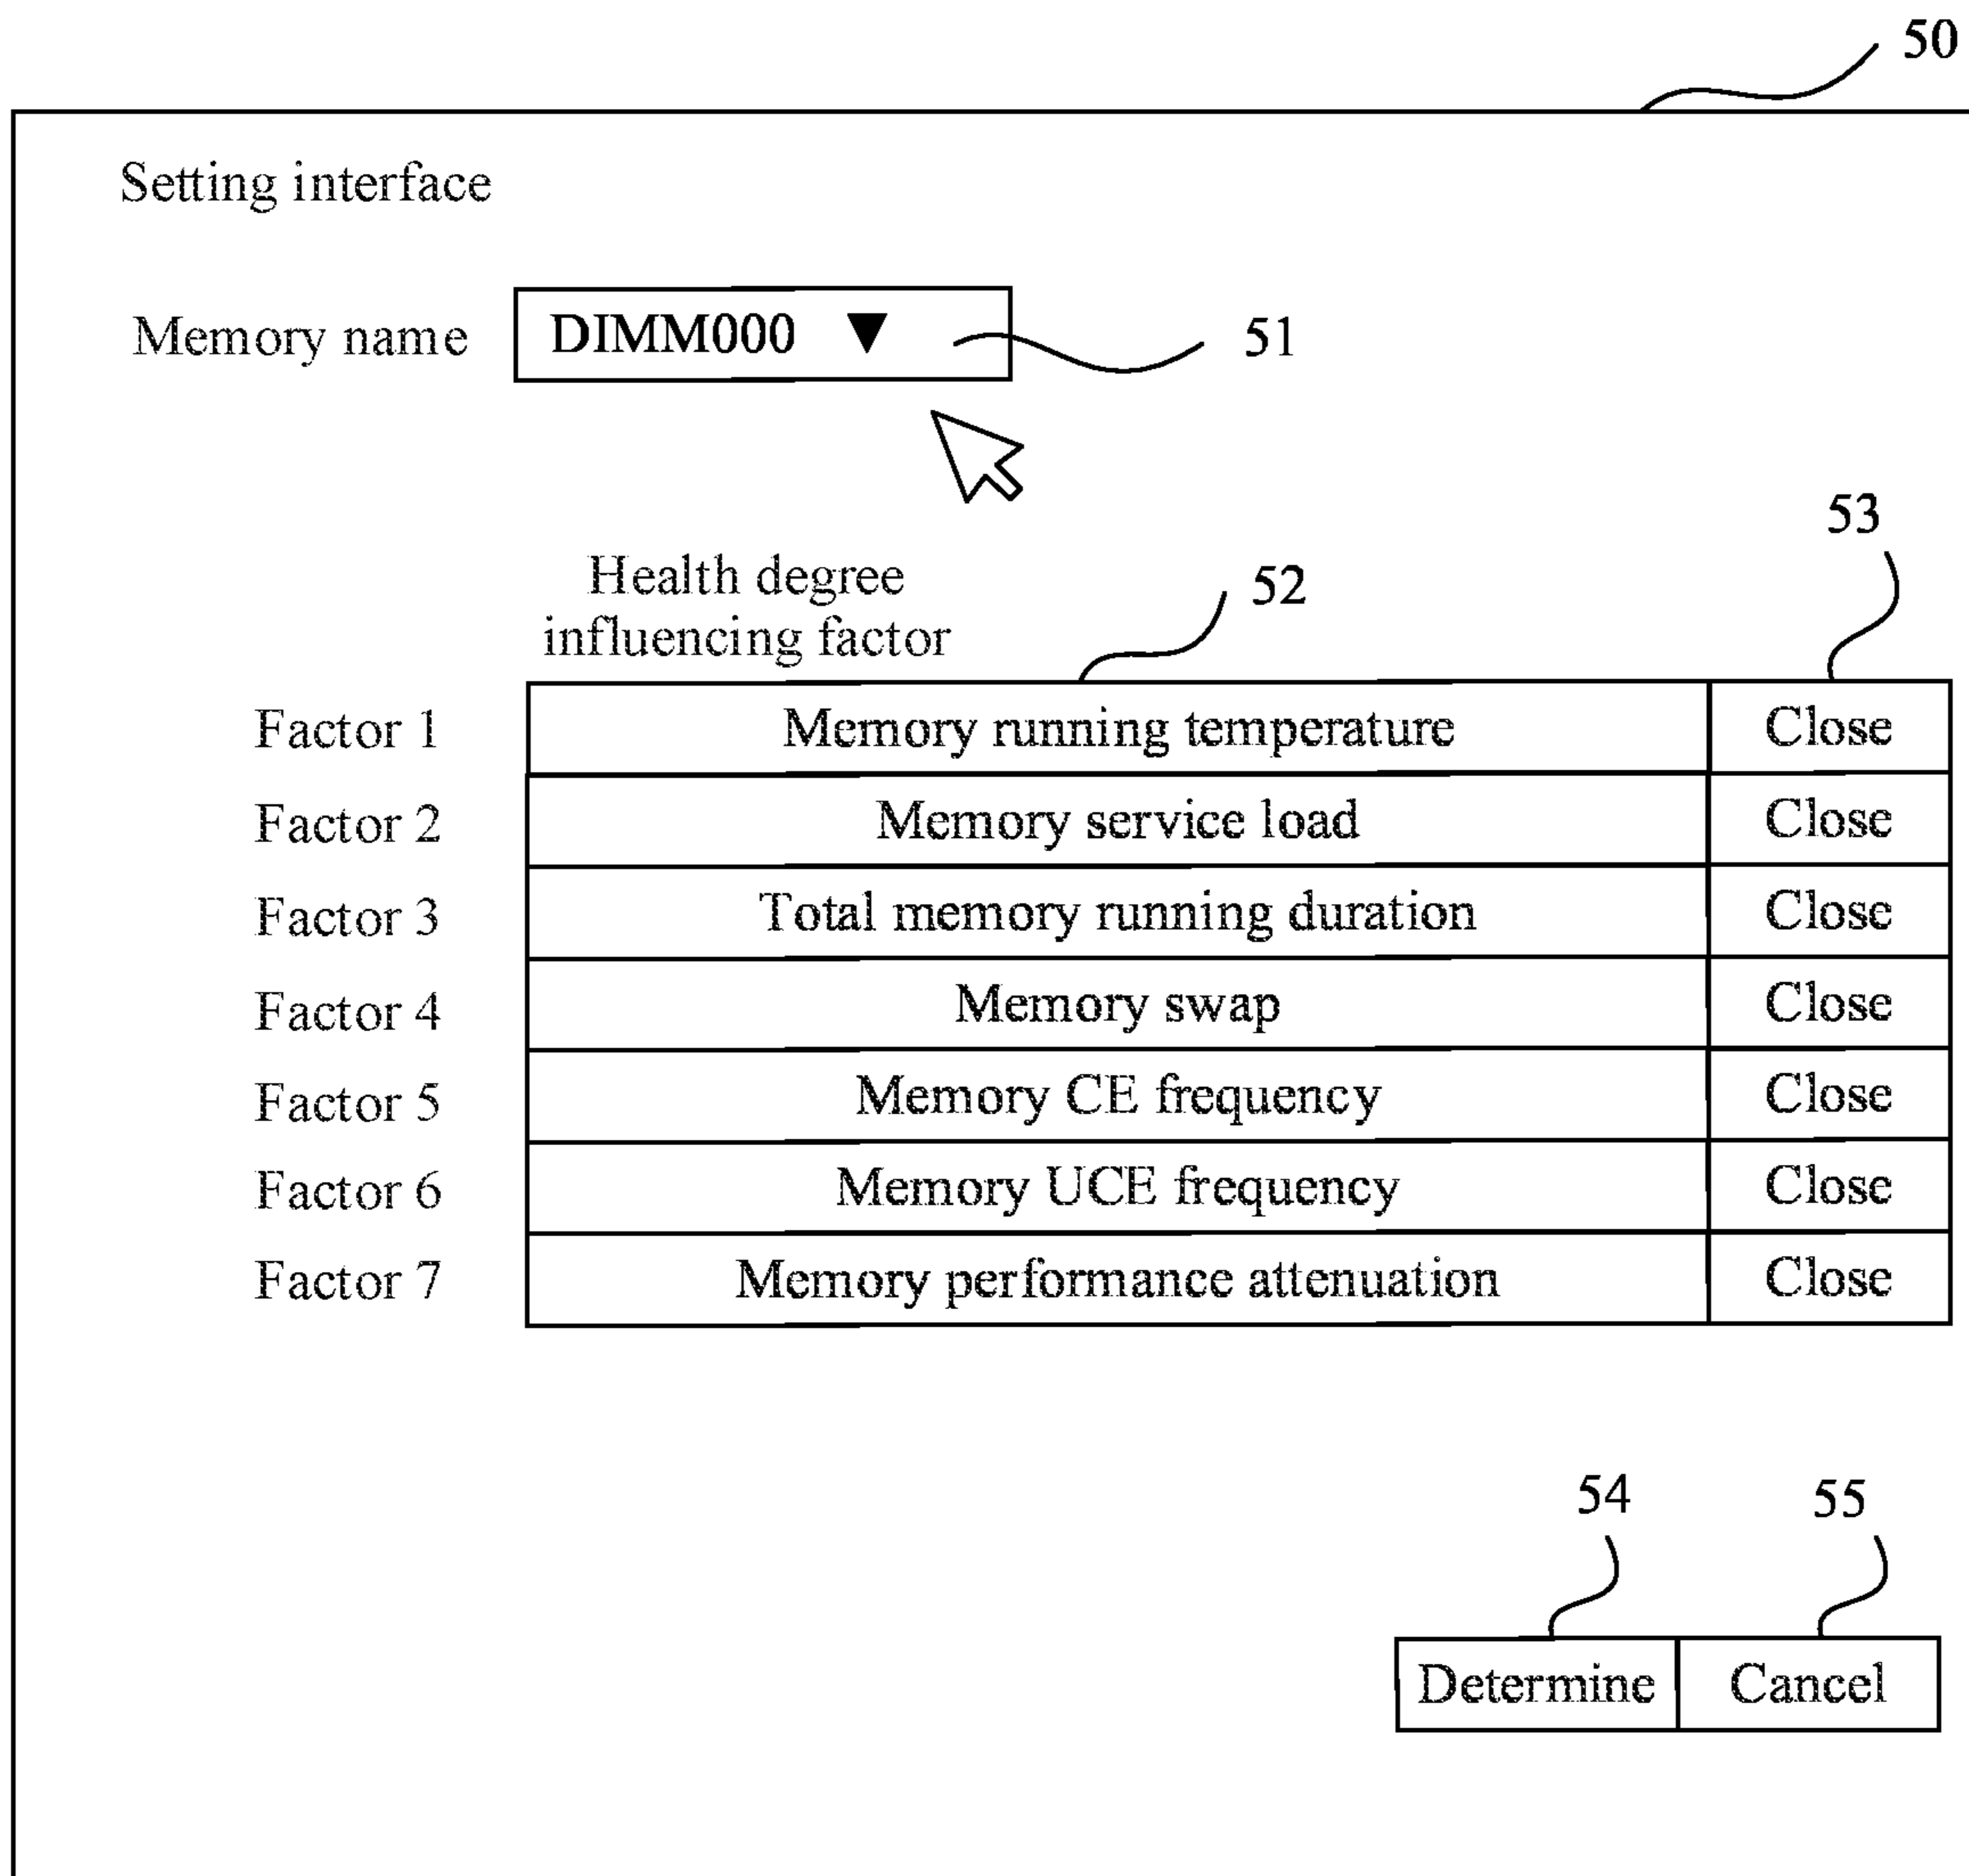 50
Setting interface
Memory name DIMM000 ▼ 51
53
Health degree 52
influencing factor
Factor 1 Memory running temperature Close
Factor 2 Memory service load Close
Factor 3 Total memory running duration Close
Factor 4 Memory swap Close
Factor 5 Memory CE frequency Close
Factor 6 Memory UCE frequency Close
Factor 7 Memory performance attenuation Close
54 55
Determine Cancel